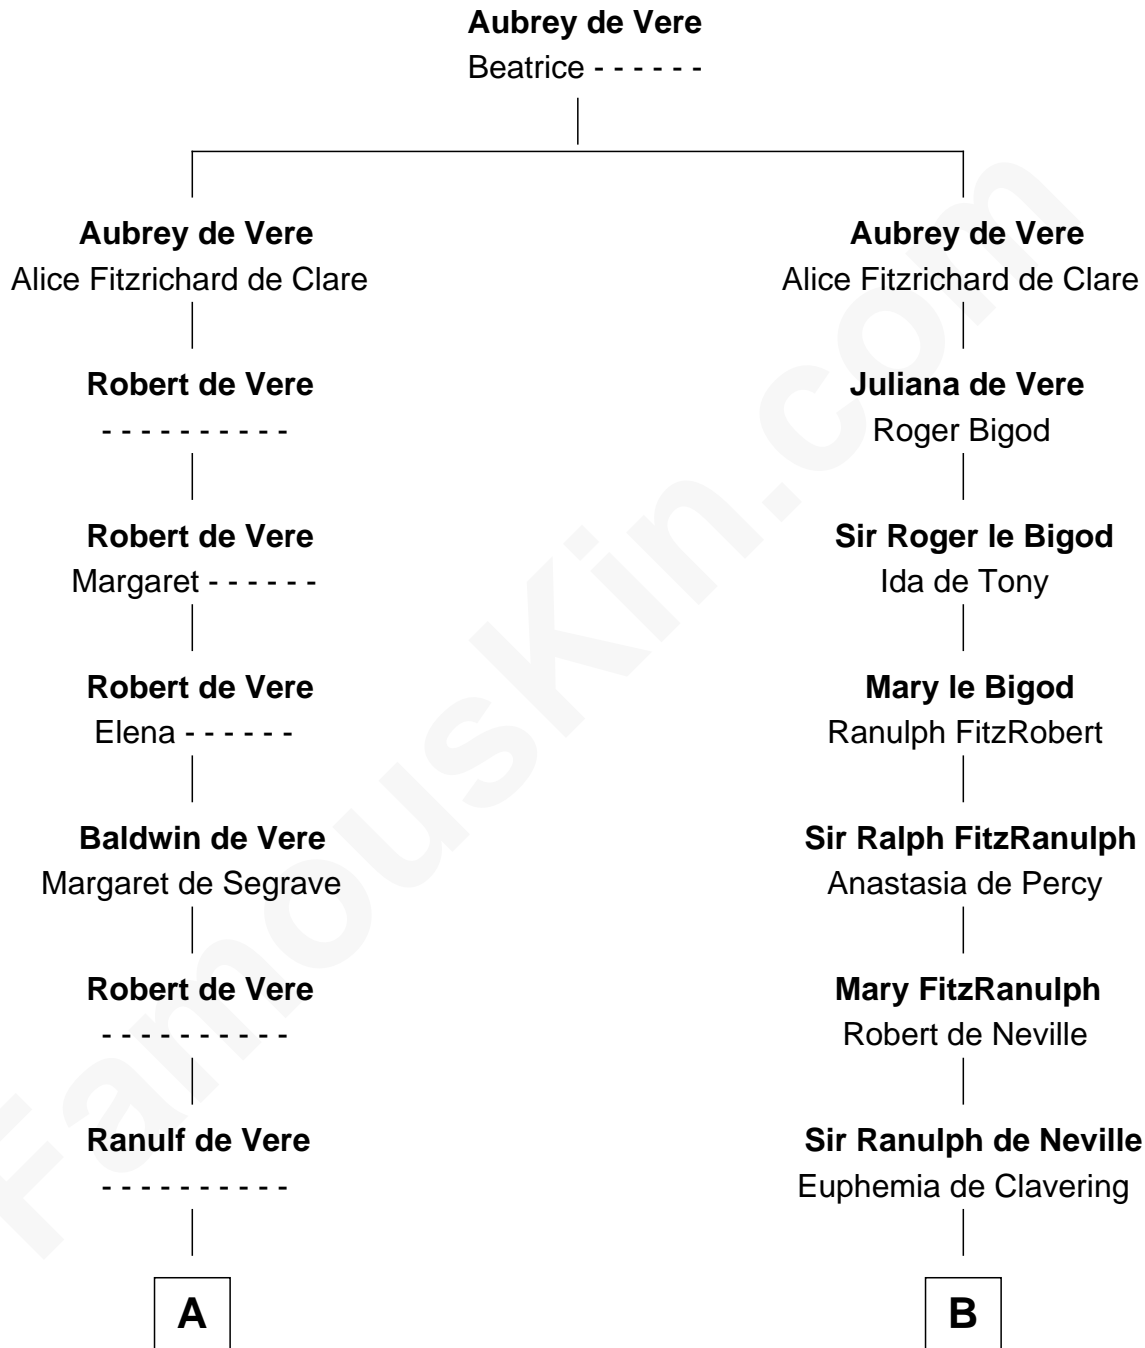 Aubrey de Vere
Beatrice - - - - - -
Aubrey de Vere
Alice Fitzrichard de Clare
Aubrey de Vere
Alice Fitzrichard de Clare
Robert de Vere
- - - - - - - - - -
Juliana de Vere
Roger Bigod
Robert de Vere
Margaret - - - - - -
Sir Roger le Bigod
Ida de Tony
Robert de Vere
Elena - - - - - -
Mary le Bigod
Ranulph FitzRobert
Baldwin de Vere
Margaret de Segrave
Sir Ralph FitzRanulph
Anastasia de Percy
Robert de Vere
- - - - - - - - - -
Mary FitzRanulph
Robert de Neville
Ranulf de Vere
- - - - - - - - - -
Sir Ranulph de Neville
Euphemia de Clavering
A
B
FamousKin.com